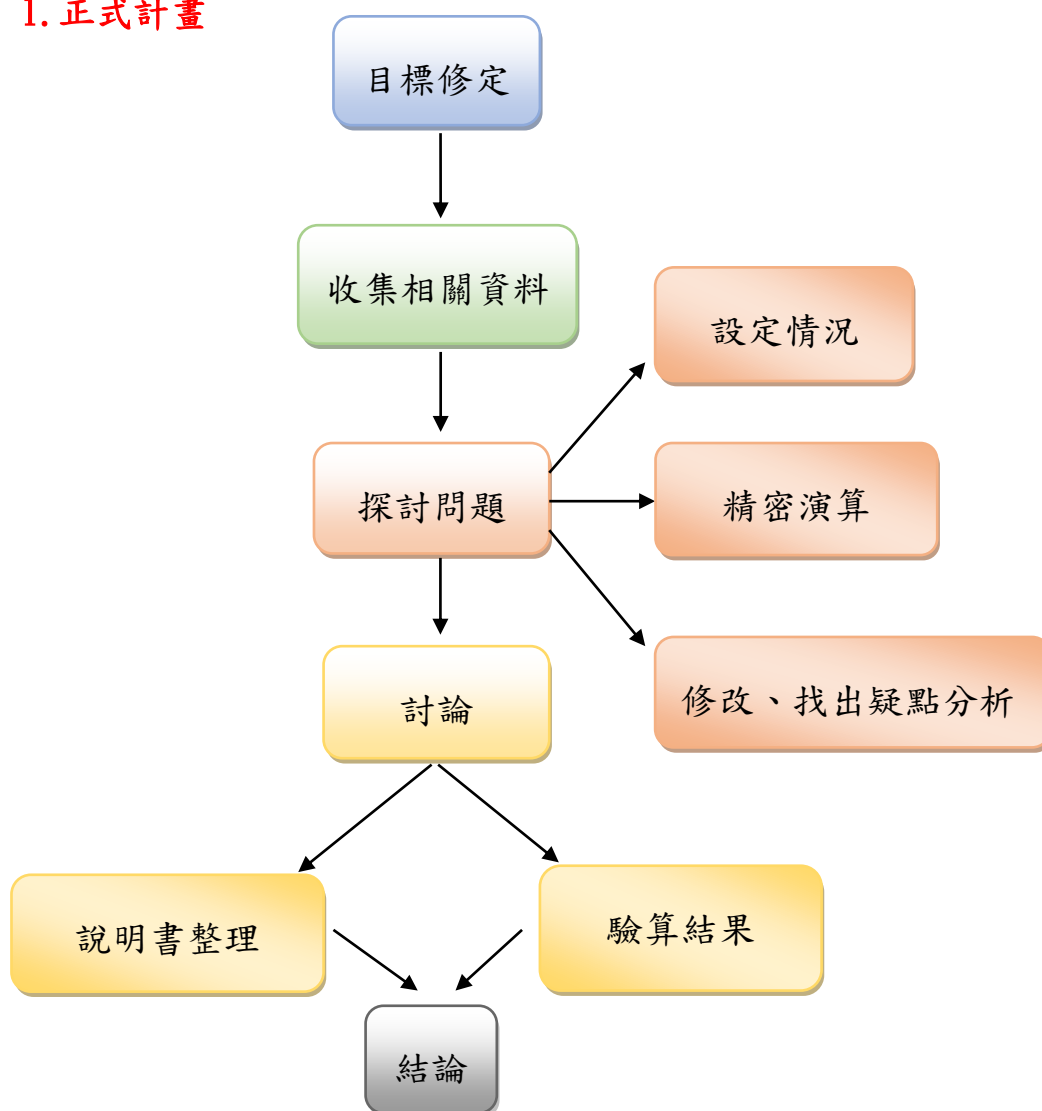 1.正式計畫
目標修定
收集相關資料
設定情況
探討問題
精密演算
討論
修改、找出疑點分析
說明書整理
驗算結果
結論